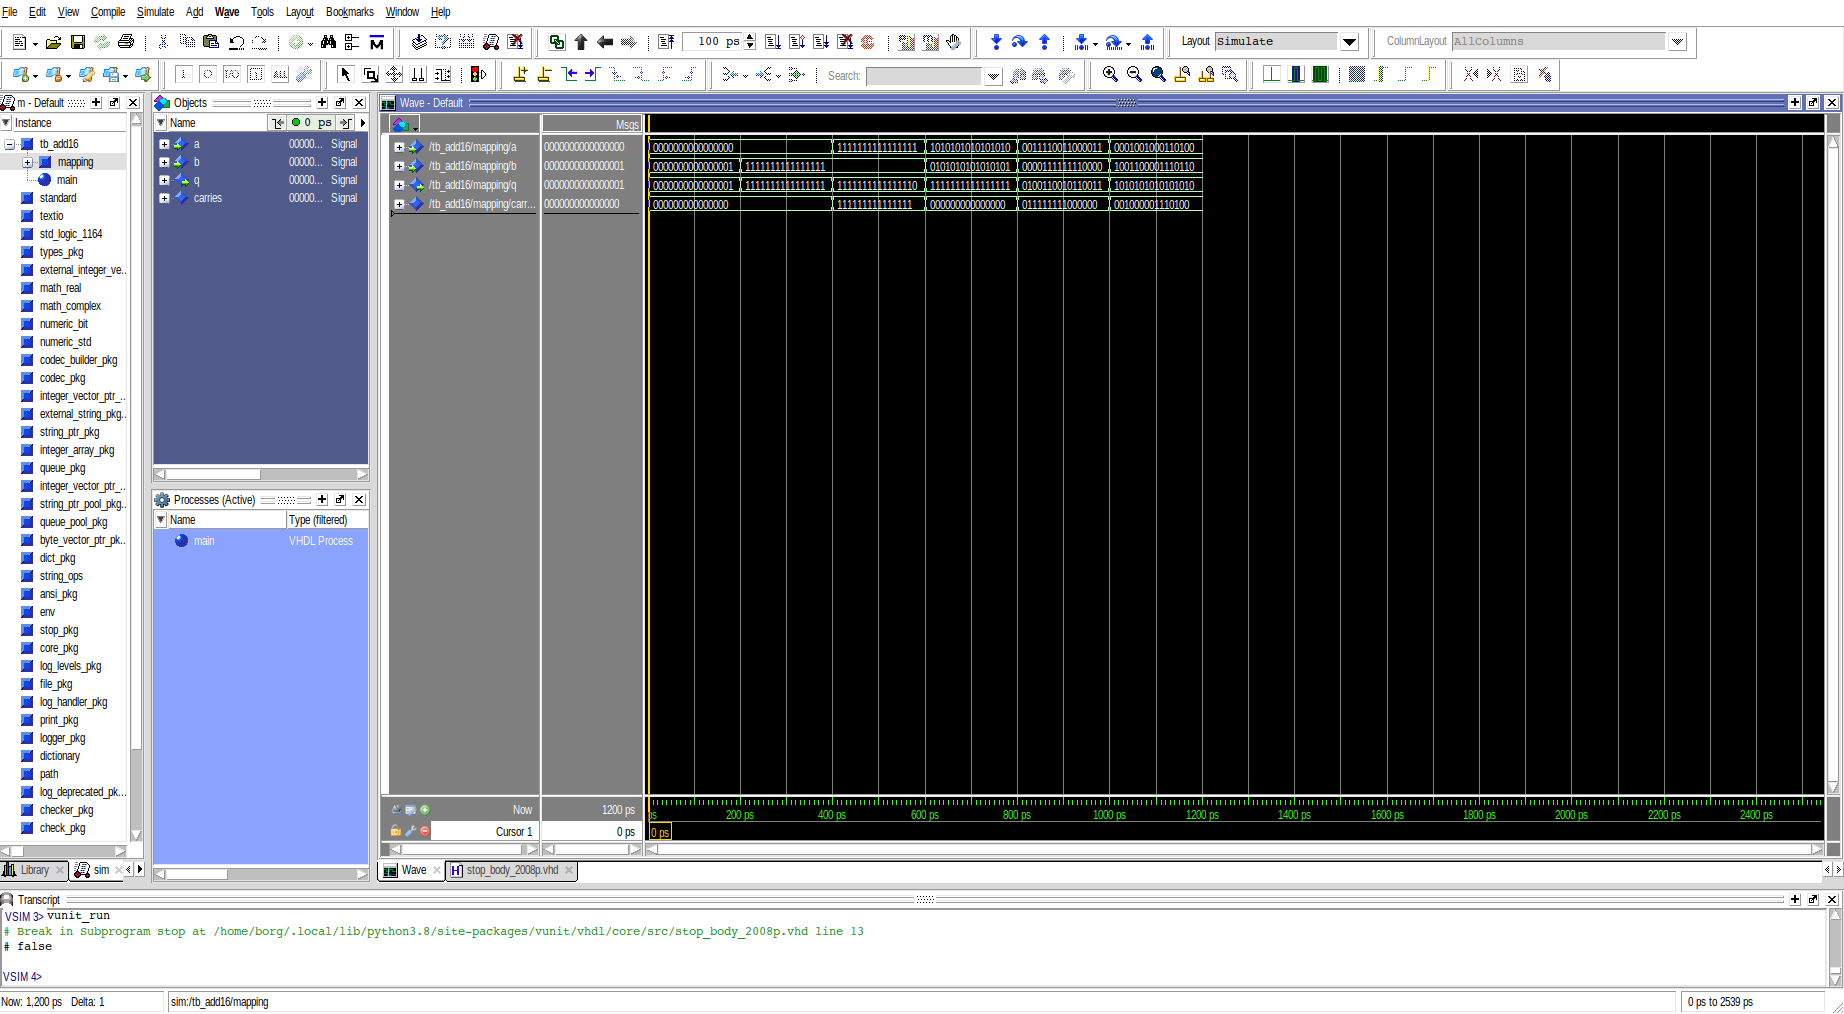 File Edit View Compile Simulate Add Wave Tools Layout Bookmarks Window Help
100 ps
Layout Simulate
ColumnLayout AllColumns
Search:
m - Default
Instance
tb_add16
mapping
main
standard
textio
std_logic_1164
types_pkg
external_integer_ve..
math_real
math_complex
numeric_bit
numeric_std
codec_builder_pkg
codec_pkg
integer_vector_ptr_..
external_string_pkg..
string_ptr_pkg
integer_array_pkg
queue_pkg
integer_vector_ptr_..
string_ptr_pool_pkg..
queue_pool_pkg
byte_vector_ptr_pk..
dict_pkg
string_ops
ansi_pkg
env
stop_pkg
core_pkg
log_levels_pkg
file_pkg
log_handler_pkg
print_pkg
logger_pkg
dictionary
path
log_deprecated_pk...
checker_pkg
check_pkg
Library
sim
Objects
Name 0 ps
a 00000... Signal
b 00000... Signal
q 00000... Signal
carries 00000... Signal
Processes (Active)
Name Type (filtered)
main VHDL Process
Wave - Default
Msgs
/tb_add16/mapping/a 0000000000000000 0000000000000000 1111111111111111 1010101010101010 0011110011000011 0001001000110100
/tb_add16/mapping/b 0000000000000001 0000000000000001 1111111111111111 0101010101010101 0000111111110000 1001100001110110
/tb_add16/mapping/q 0000000000000001 0000000000000001 1111111111111111 1111111111111110 1111111111111111 0100110010110011 1010101010101010
/tb_add16/mapping/carr... 000000000000000 000000000000000 111111111111111 000000000000000 011111111000000 001000001110100
Now 1200 ps
ps 200 ps 400 ps 600 ps 800 ps 1000 ps 1200 ps 1400 ps 1600 ps 1800 ps 2000 ps 2200 ps 2400 ps
Cursor 1 0 ps 0 ps
Wave
stop_body_2008p.vhd
Transcript
VSIM 3> vunit_run
# Break in Subprogram stop at /home/borg/.local/lib/python3.8/site-packages/vunit/vhdl/core/src/stop_body_2008p.vhd line 13
# false
VSIM 4>
Now: 1,200 ps Delta: 1
sim:/tb_add16/mapping
0 ps to 2539 ps